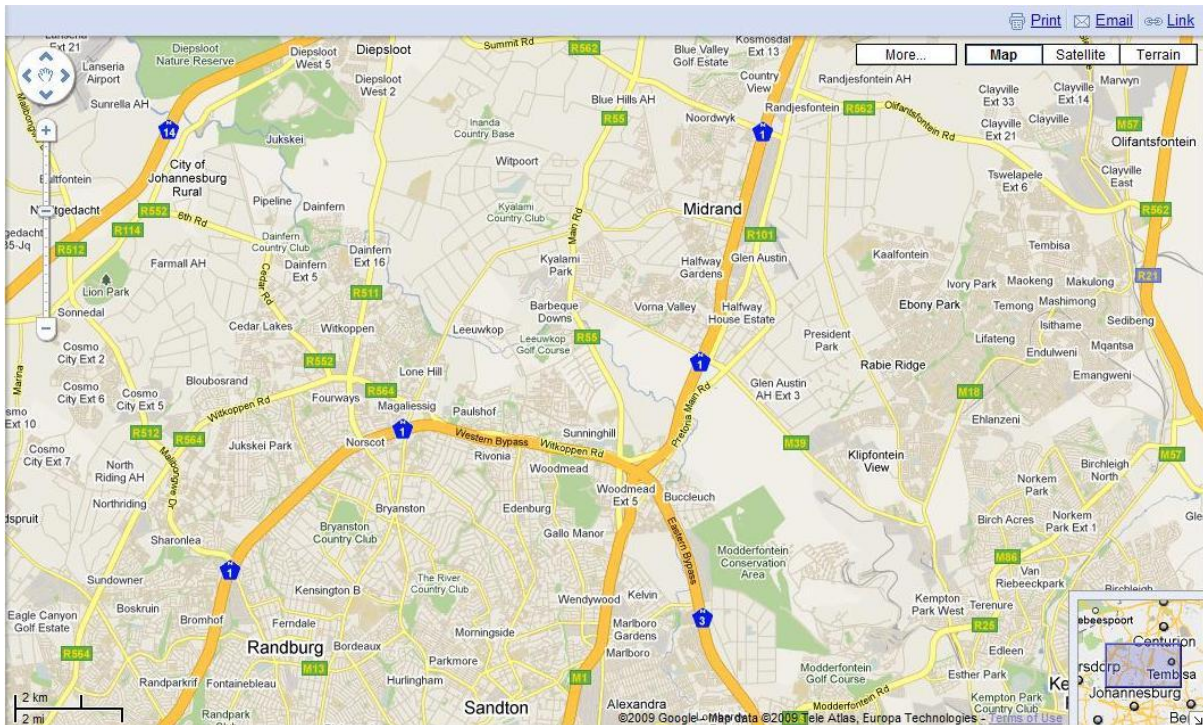 Print Email Link
More... Map Satellite Terrain
Ext 21
Lanseria
Airport
Sunrella AH
Diepsloot
Nature Reserve
Diepsloot
West 5
Diepsloot
Diepsloot
West 2
Summit Rd
R562
Blue Valley
Golf Estate
Kosmosdal
Ext 13
Country
View
Randjesfontein AH
Randjesfontein
R562
Olifantsfontein Rd
Clayville
Ext 33
Clayville
Ext 14
Marwyn
Clayville
Clayville
Ext 21
M57
Olifantsfontein
Clayville
East
Tswelapele
Ext 6
R562
Malibongwe
N
14
Jukskei
Inanda
Country Base
R55
Blue Hills AH
Noordwyk
N
1
City of
Johannesburg
Rural
Witpoort
Kyalami
Country Club
Midrand
R552
6th Rd
Pipeline
Dainfern
R114
R512
Dainfern
Country Club
Dainfern
Ext 5
Dainfern
Ext 16
Farmall AH
Lion Park
Cedar Rd
Main Rd
Kyalami
Park
R101
Glen Austin
Halfway
Gardens
Kaalfontein
Tembisa
Ivory Park
Maokeng
Makulong
R21
Ebony Park
Temong
Mashimong
Isithame
Sedibeng
Sonnedal
R511
Cedar Lakes
Witkoppen
Leeuwkop
Barbeque
Downs
Vorna Valley
Halfway
House Estate
President
Park
Lifateng
Endulweni
Mqantsa
Emangweni
Rabie Ridge
Cosmo
City Ext 2
R55
Leeuwkop
Golf Course
R552
Lone Hill
N
1
Cosmo
City Ext 6
Cosmo
City Ext 5
Marina
Bloubosrand
Witkoppen Rd
Fourways
R564
Magaliessig
Paulshof
Pretoria Main Rd
Glen Austin
AH Ext 3
M18
Ehlanzeni
Ext 10
R512
R564
Jukskei Park
Norscot
N
1
Western Bypass
Sunninghill
Witkoppen Rd
M39
Klipfontein
View
M57
Cosmo
City Ext 7
North
Riding AH
Malibongwe Dr
Rivonia
Woodmead
Woodmead
Ext 5
Buccleuch
Birchleigh
North
Norkem
Park
Northriding
Bryanston
Country Club
Bryanston
Edenburg
Gallo Manor
Birch Acres
Norkem
Park Ext 1
Sharonlea
Eastern Bypass
Modderfontein
Conservation
Area
M86
Van
Riebeeckpark
Birchleigh
N
1
Sundowner
Kensington B
The River
Country Club
Wendywood
Kelvin
Kempton
Park West
Terenure
Eagle Canyon
Golf Estate
Boskruin
Bromhof
Ferndale
Marlboro
Gardens
N
3
R25
Edleen
Randburg
Bordeaux
Morningside
Marlboro
R564
M13
Parkmore
M1
Modderfontein
Golf Course
Esther Park
Randparkrif
Fontainebleau
Hurlingham
Kempton Park
Country Club
Randpark
Sandton
Alexandra
Modderfontein Rd
Centurion
Tembisa
Johannesburg
2 km
2 mi
©2009 Google - Map data ©2009 Tele Atlas, Europa Technologies - Terms of Use